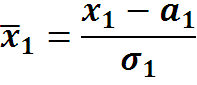 x̄₁ = (x₁ − a₁) / σ₁